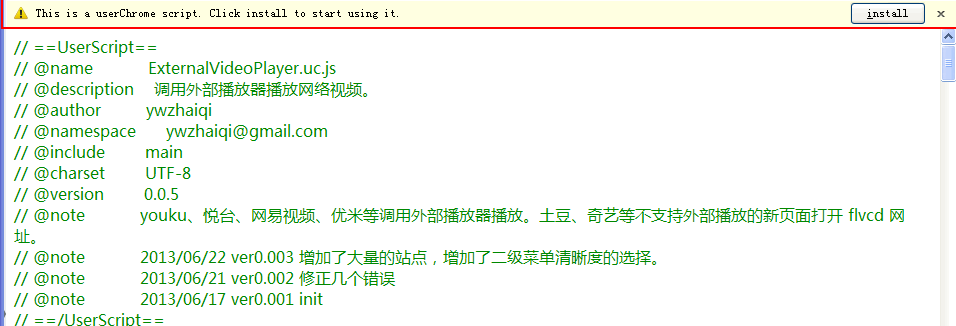 This is a userChrome script. Click install to start using it.
install
// ==UserScript==
// @name ExternalVideoPlayer.uc.js
// @description 调用外部播放器播放网络视频。
// @author ywzhaiqi
// @namespace ywzhaiqi@gmail.com
// @include main
// @charset UTF-8
// @version 0.0.5
// @note youku、悦台、网易视频、优米等调用外部播放器播放。土豆、奇艺等不支持外部播放的新页面打开 flvcd 网
址。
// @note 2013/06/22 ver0.003 增加了大量的站点，增加了二级菜单清晰度的选择。
// @note 2013/06/21 ver0.002 修正几个错误
// @note 2013/06/17 ver0.001 init
// ==/UserScript==